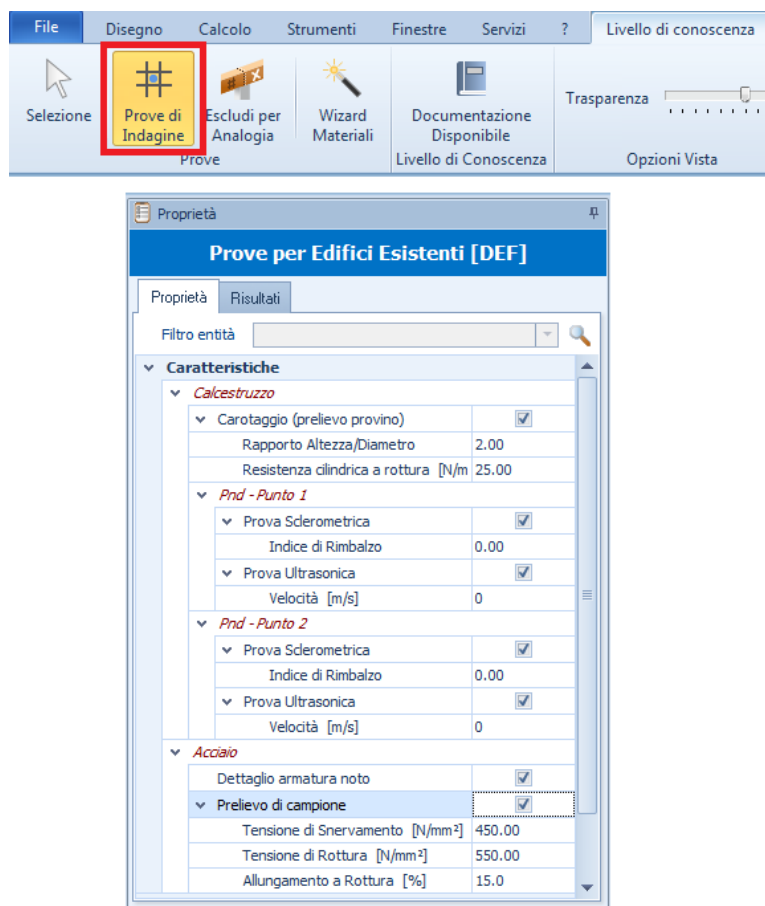 File Disegno Calcolo Strumenti Finestre Servizi ? Livello di conoscenza
Selezione
Prove di
Indagine
Escludi per
Analogia
Wizard
Materiali
Documentazione
Disponibile
Trasparenza
Prove
Livello di Conoscenza
Opzioni Vista
Proprietà
Prove per Edifici Esistenti [DEF]
Proprietà Risultati
Filtro entità
Caratteristiche
Calcestruzzo
Carotaggio (prelievo provino)
Rapporto Altezza/Diametro 2.00
Resistenza cilindrica a rottura [N/m 25.00
Pnd - Punto 1
Prova Sclerometrica
Indice di Rimbalzo 0.00
Prova Ultrasonica
Velocità [m/s] 0
Pnd - Punto 2
Prova Sclerometrica
Indice di Rimbalzo 0.00
Prova Ultrasonica
Velocità [m/s] 0
Acciaio
Dettaglio armatura noto
Prelievo di campione
Tensione di Snervamento [N/mm²] 450.00
Tensione di Rottura [N/mm²] 550.00
Allungamento a Rottura [%] 15.0